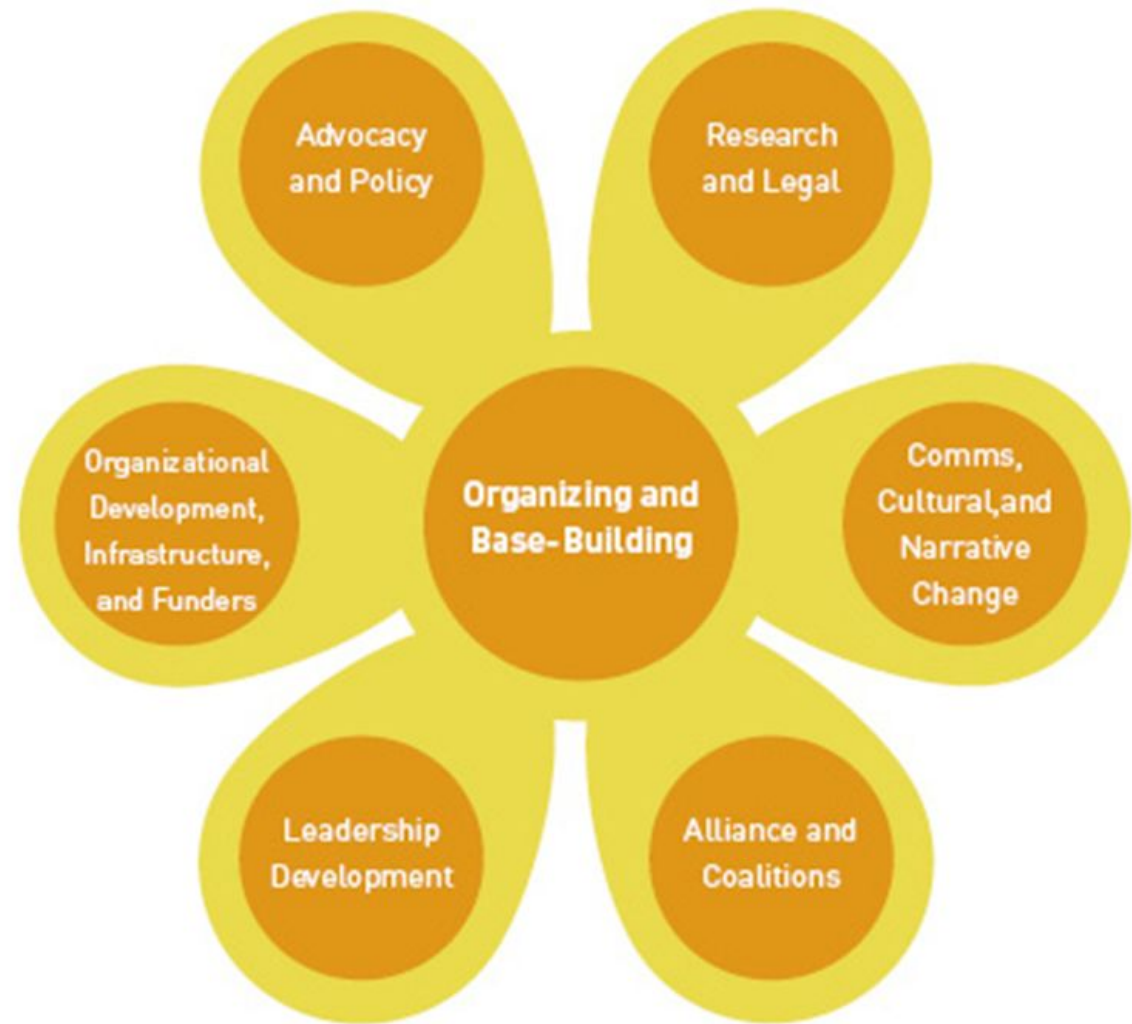 Advocacy
and Policy
Research
and Legal
Organizational
Development,
Infrastructure,
and Funders
Organizing and
Base-Building
Comms,
Cultural,and
Narrative
Change
Leadership
Development
Alliance and
Coalitions